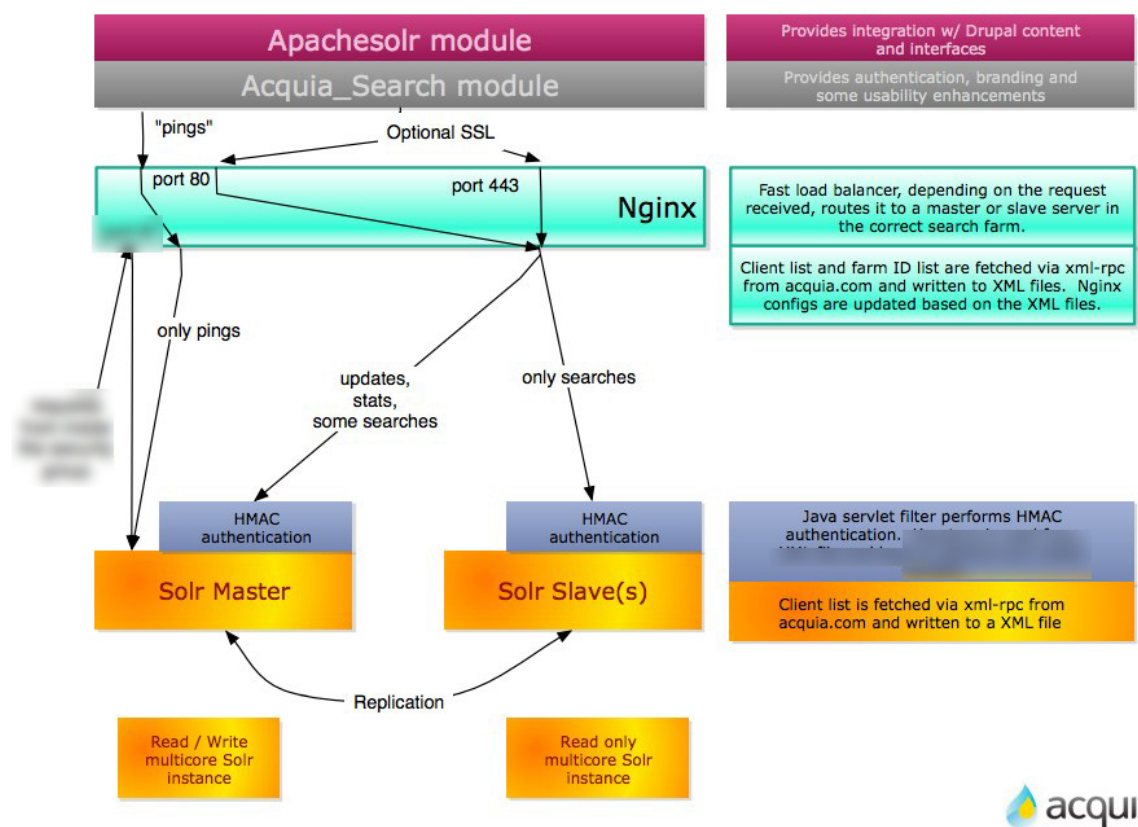 Apachesolr module
Provides integration w/ Drupal content
and interfaces
Acquia_Search module
Provides authentication, branding and
some usability enhancements
"pings"
Optional SSL
port 80
port 443
Nginx
Fast load balancer, depending on the request
received, routes it to a master or slave server in
the correct search farm.
Client list and farm ID list are fetched via xml-rpc
from acquia.com and written to XML files. Nginx
configs are updated based on the XML files.
only pings
updates,
stats,
some searches
only searches
HMAC
authentication
HMAC
authentication
Java servlet filter performs HMAC
authentication.
Solr Master
Solr Slave(s)
Client list is fetched via xml-rpc from
acquia.com and written to a XML file
Replication
Read / Write
multicore Solr
instance
Read only
multicore Solr
instance
acqui